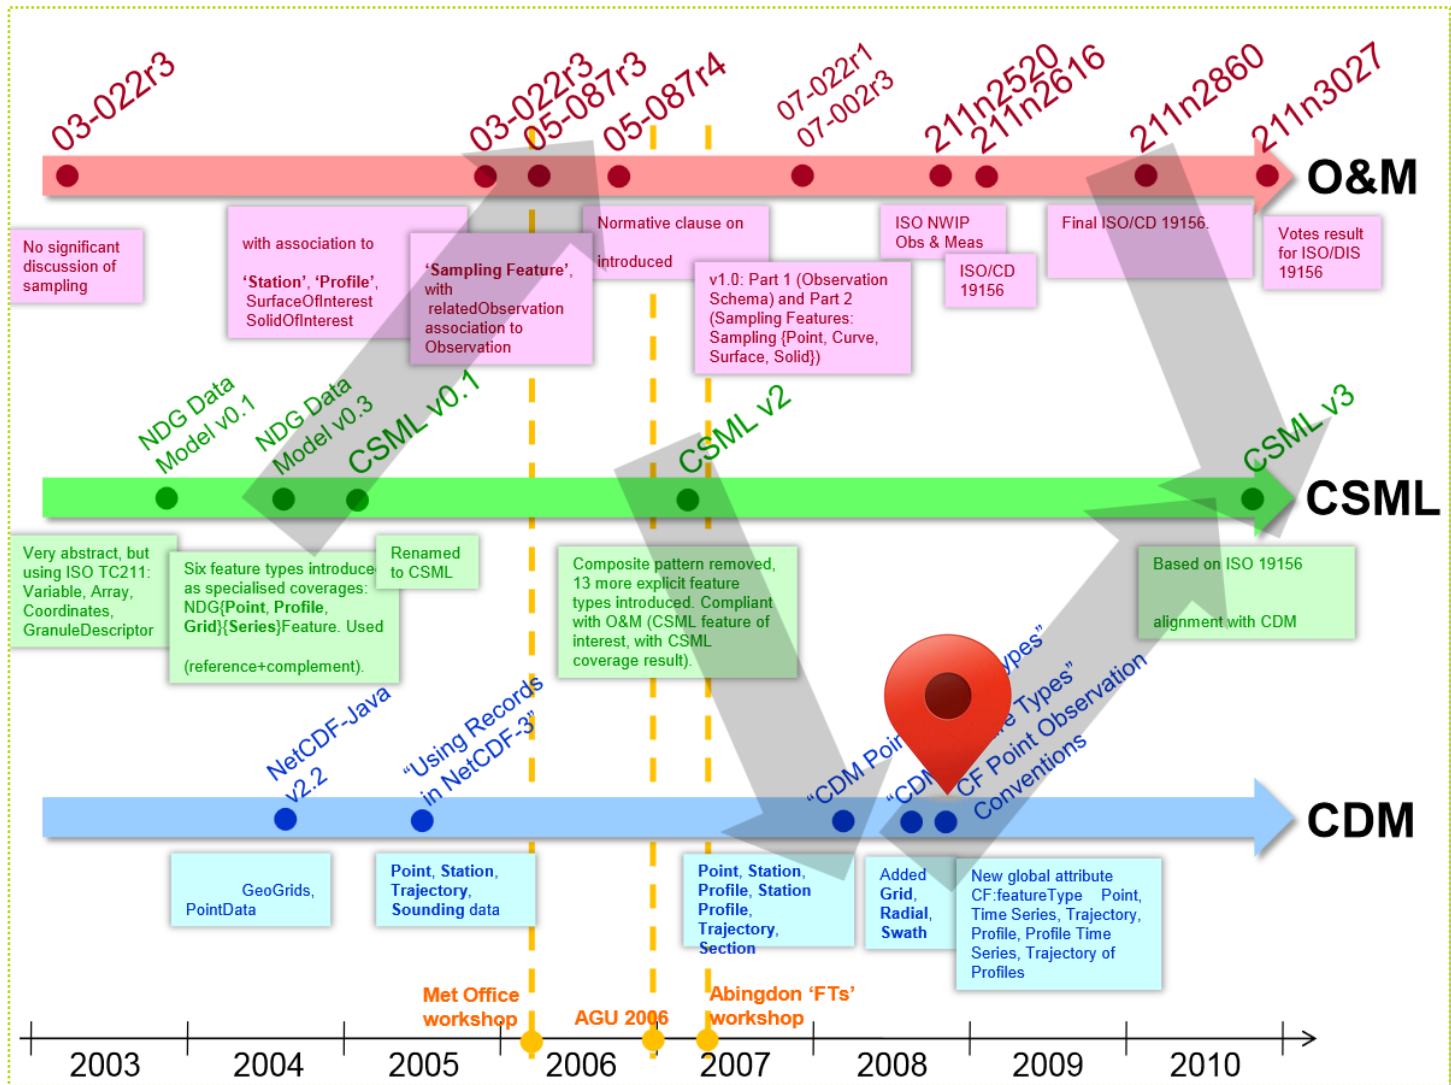 03-022r3
03-022r3
05-087r3
05-087r4
07-022r1
07-002r3
211n2520
211n2616
211n2860
211n3027
O&M
No significant
discussion of
sampling
with association to
‘Station’, ‘Profile’,
SurfaceOfInterest
SolidOfInterest
‘Sampling Feature’,
with
relatedObservation
association to
Observation
Normative clause on
introduced
v1.0: Part 1 (Observation
Schema) and Part 2
(Sampling Features:
Sampling {Point, Curve,
Surface, Solid})
ISO NWIP
Obs & Meas
ISO/CD
19156
Final ISO/CD 19156.
Votes result
for ISO/DIS
19156
NDG Data
Model v0.1
NDG Data
Model v0.3
CSML v0.1
CSML v2
CSML v3
CSML
Very abstract, but
using ISO TC211:
Variable, Array,
Coordinates,
GranuleDescriptor
Six feature types introduced
as specialised coverages:
NDG{Point, Profile,
Grid}{Series}Feature. Used
(reference+complement).
Renamed
to CSML
Composite pattern removed,
13 more explicit feature
types introduced. Compliant
with O&M (CSML feature of
interest, with CSML
coverage result).
Based on ISO 19156
alignment with CDM
NetCDF-Java
v2.2
“Using Records
in NetCDF-3”
“CDM Point Types”
“CDM Types”
CF Point Observation
Conventions
CDM
GeoGrids,
PointData
Point, Station,
Trajectory,
Sounding data
Point, Station,
Profile, Station
Profile,
Trajectory,
Section
Added
Grid,
Radial,
Swath
New global attribute
CF:featureType Point,
Time Series, Trajectory,
Profile, Profile Time
Series, Trajectory of
Profiles
Met Office
workshop
AGU 2006
Abingdon ‘FTs’
workshop
2003
2004
2005
2006
2007
2008
2009
2010